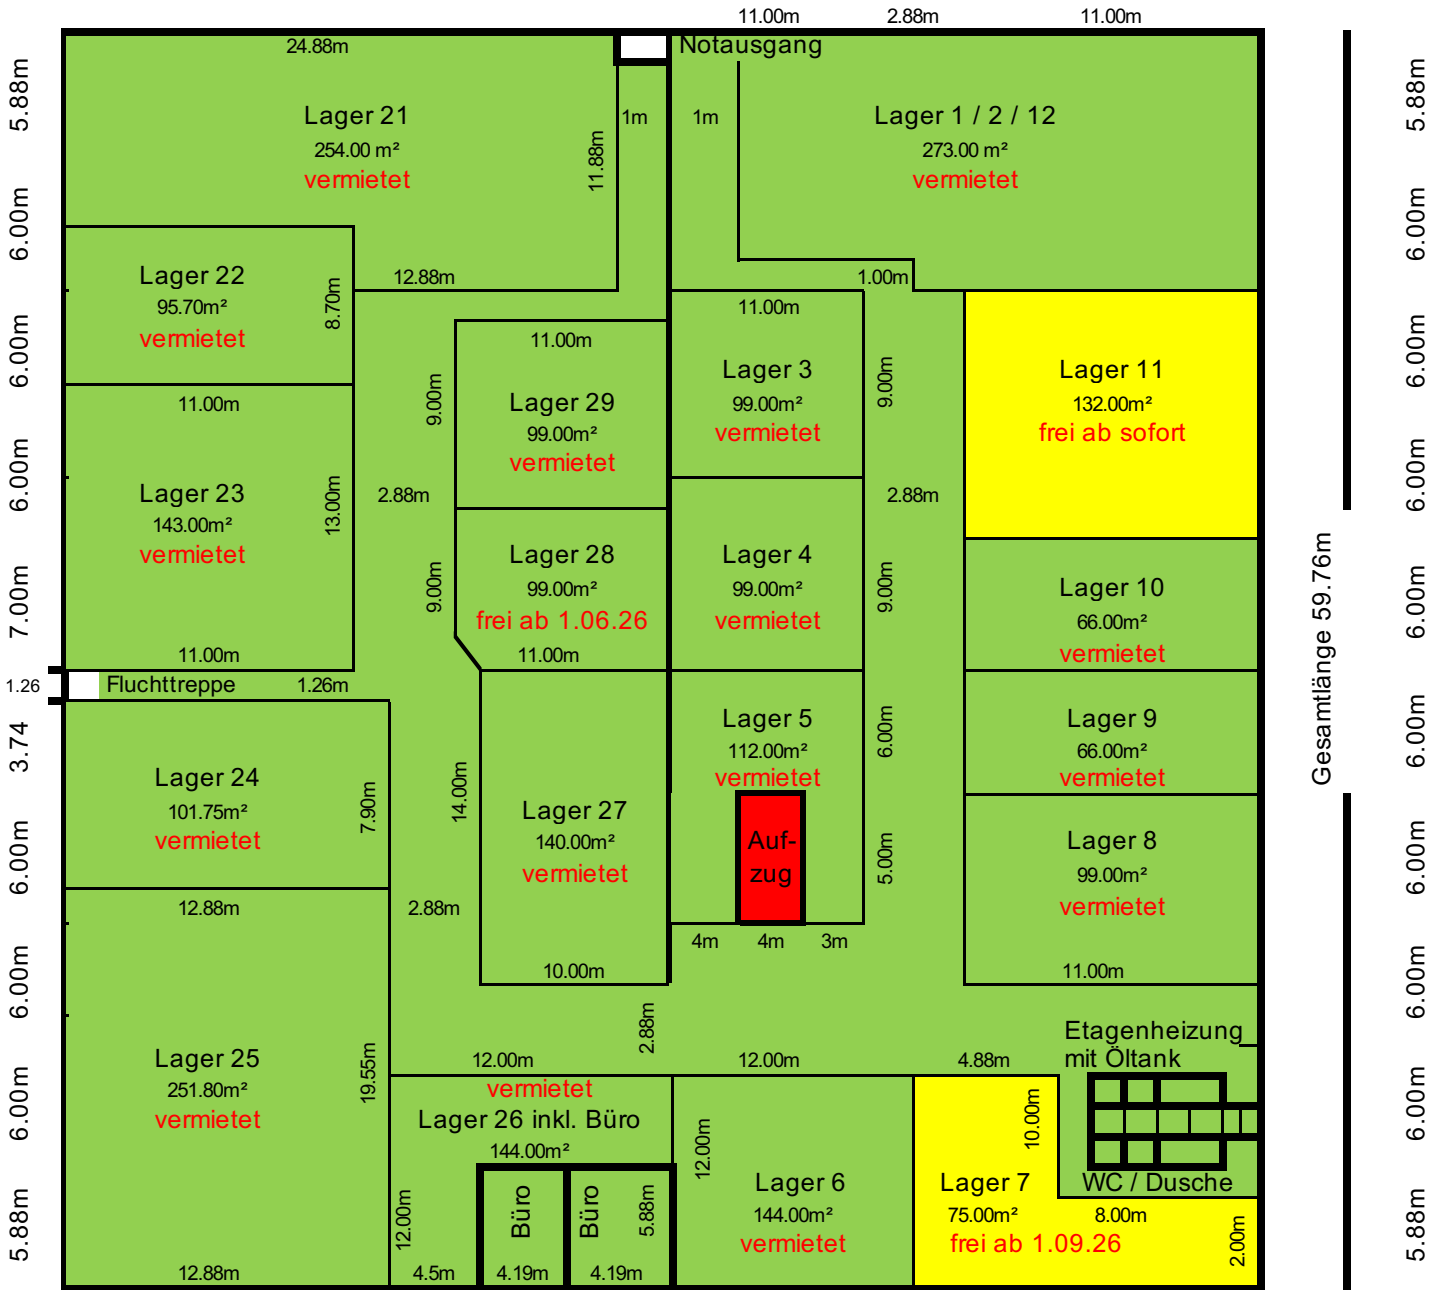 11.00m
2.88m
11.00m
24.88m
Notausgang
5.88m
5.88m
Lager 21
254.00 m²
vermietet
11.88m
1m
1m
Lager 1 / 2 / 12
273.00 m²
vermietet
6.00m
6.00m
Lager 22
95.70m²
vermietet
8.70m
12.88m
1.00m
11.00m
11.00m
6.00m
6.00m
Lager 3
99.00m²
vermietet
9.00m
Lager 11
132.00m²
frei ab sofort
11.00m
9.00m
Lager 29
99.00m²
vermietet
6.00m
6.00m
Lager 23
143.00m²
vermietet
13.00m
2.88m
2.88m
9.00m
Lager 28
99.00m²
frei ab 1.06.26
11.00m
Lager 4
99.00m²
vermietet
9.00m
Lager 10
66.00m²
vermietet
7.00m
6.00m
11.00m
Gesamtlänge 59.76m
1.26
Fluchttreppe
1.26m
3.74
6.00m
Lager 5
112.00m²
vermietet
6.00m
Lager 9
66.00m²
vermietet
Lager 24
101.75m²
vermietet
7.90m
14.00m
Lager 27
140.00m²
vermietet
Auf-
zug
5.00m
Lager 8
99.00m²
vermietet
6.00m
6.00m
12.88m
2.88m
4m
4m
3m
10.00m
11.00m
6.00m
6.00m
2.88m
Etagenheizung
mit Öltank
Lager 25
251.80m²
vermietet
19.55m
12.00m
12.00m
4.88m
vermietet
Lager 26 inkl. Büro
144.00m²
6.00m
6.00m
12.00m
10.00m
Lager 6
144.00m²
vermietet
Lager 7
75.00m²
frei ab 1.09.26
WC / Dusche
8.00m
2.00m
5.88m
5.88m
12.00m
Büro
Büro
5.88m
12.88m
4.5m
4.19m
4.19m